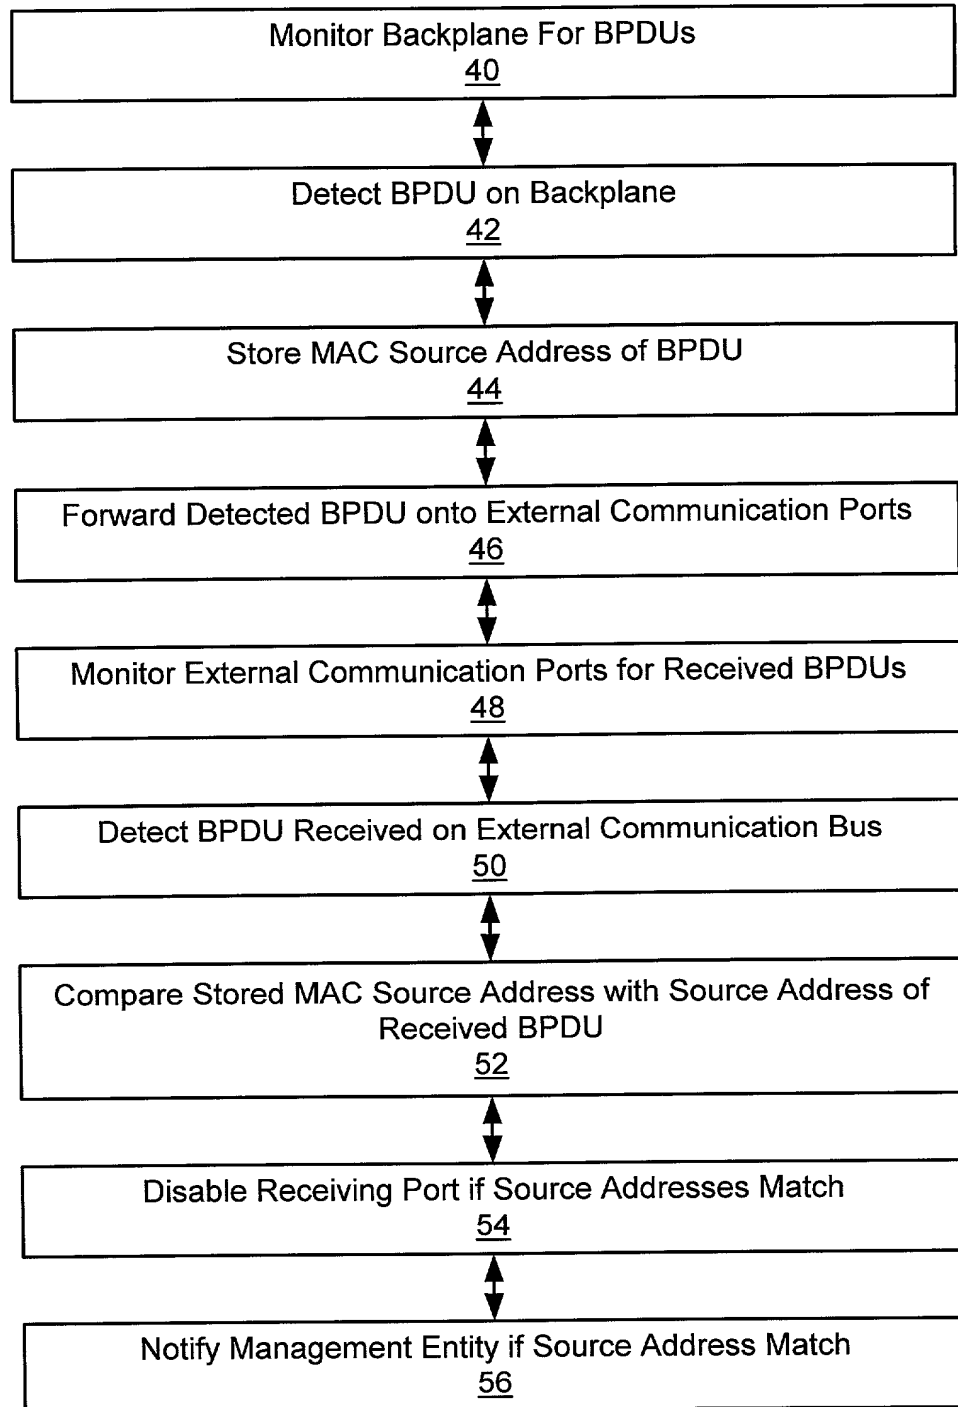 Monitor Backplane For BPDUs
40
Detect BPDU on Backplane
42
Store MAC Source Address of BPDU
44
Forward Detected BPDU onto External Communication Ports
46
Monitor External Communication Ports for Received BPDUs
48
Detect BPDU Received on External Communication Bus
50
Compare Stored MAC Source Address with Source Address of
Received BPDU
52
Disable Receiving Port if Source Addresses Match
54
Notify Management Entity if Source Address Match
56